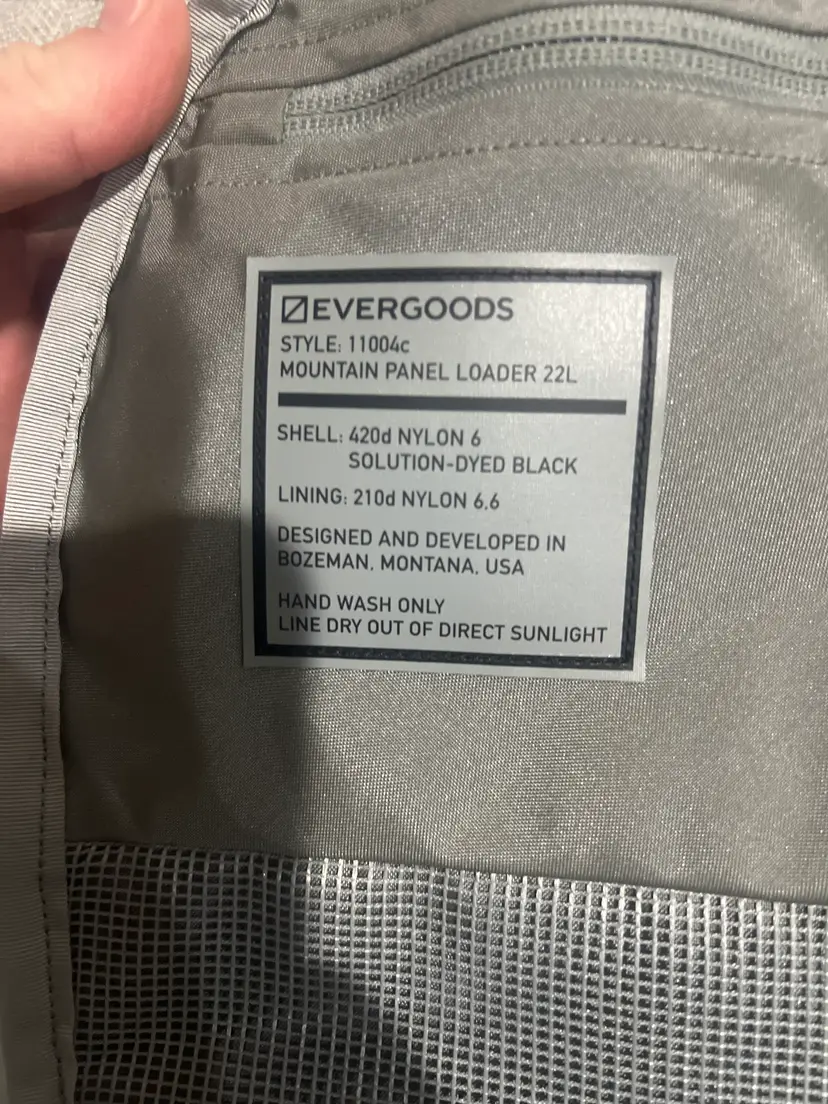 EVERGOODS
STYLE: 11004c
MOUNTAIN PANEL LOADER 22L
SHELL: 420d NYLON 6
SOLUTION-DYED BLACK
LINING: 210d NYLON 6.6
DESIGNED AND DEVELOPED IN
BOZEMAN, MONTANA, USA
HAND WASH ONLY
LINE DRY OUT OF DIRECT SUNLIGHT